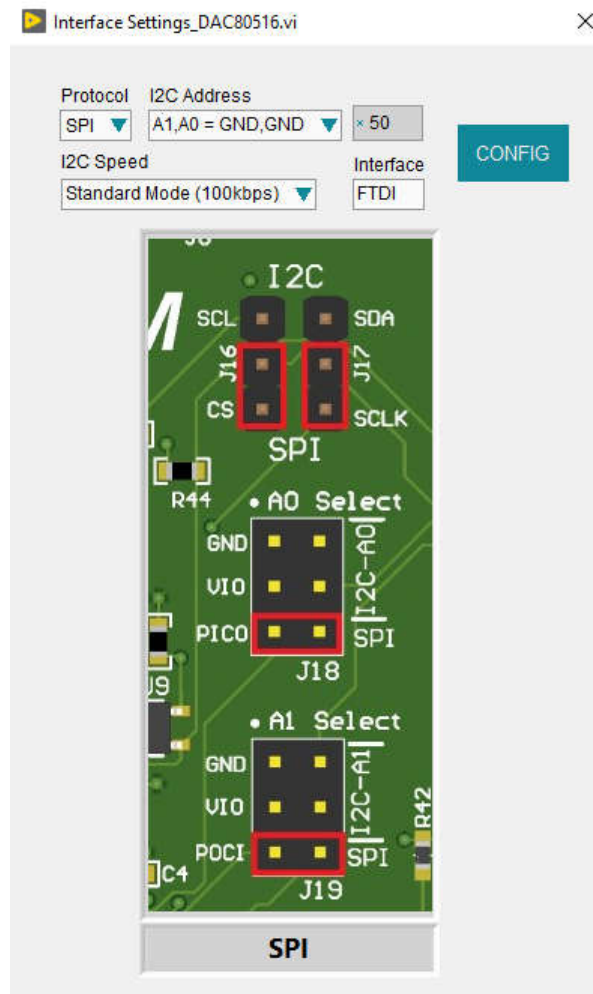 Interface Settings_DAC80516.vi
Protocol I2C Address
SPI A1,A0 = GND,GND × 50
CONFIG
I2C Speed Interface
Standard Mode (100kbps) FTDI
I2C
SCL SDA
J16 J17
CS SCLK
SPI
R44
• A0 Select
GND
VIO
I2C-A0
PICO SPI
J18
J9
• A1 Select
GND
VIO
I2C-A1
R42
POCI SPI
C4
J19
SPI